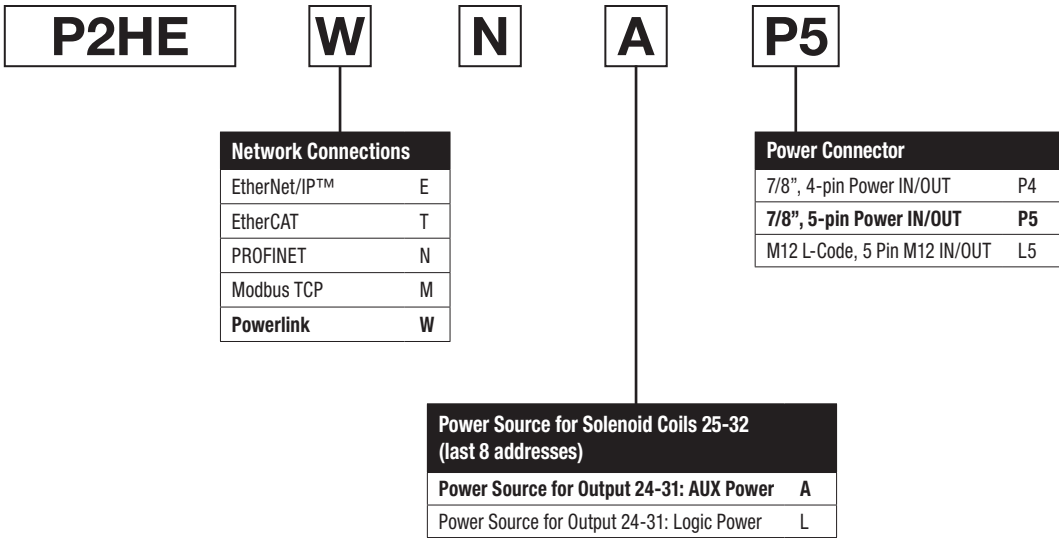 P2HE W N A P5
Network Connections
EtherNet/IP™ E
EtherCAT T
PROFINET N
Modbus TCP M
Powerlink W
Power Connector
7/8”, 4-pin Power IN/OUT P4
7/8”, 5-pin Power IN/OUT P5
M12 L-Code, 5 Pin M12 IN/OUT L5
Power Source for Solenoid Coils 25-32
(last 8 addresses)
Power Source for Output 24-31: AUX Power A
Power Source for Output 24-31: Logic Power L